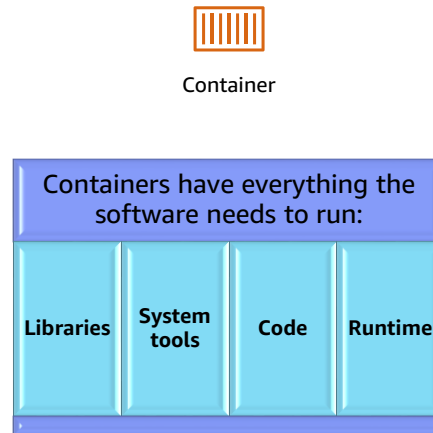 Container
Containers have everything the
software needs to run:
Libraries
System
tools
Code
Runtime